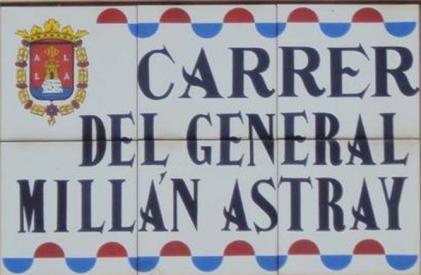 CARRER
DEL GENERAL
MILLÁN ASTRAY